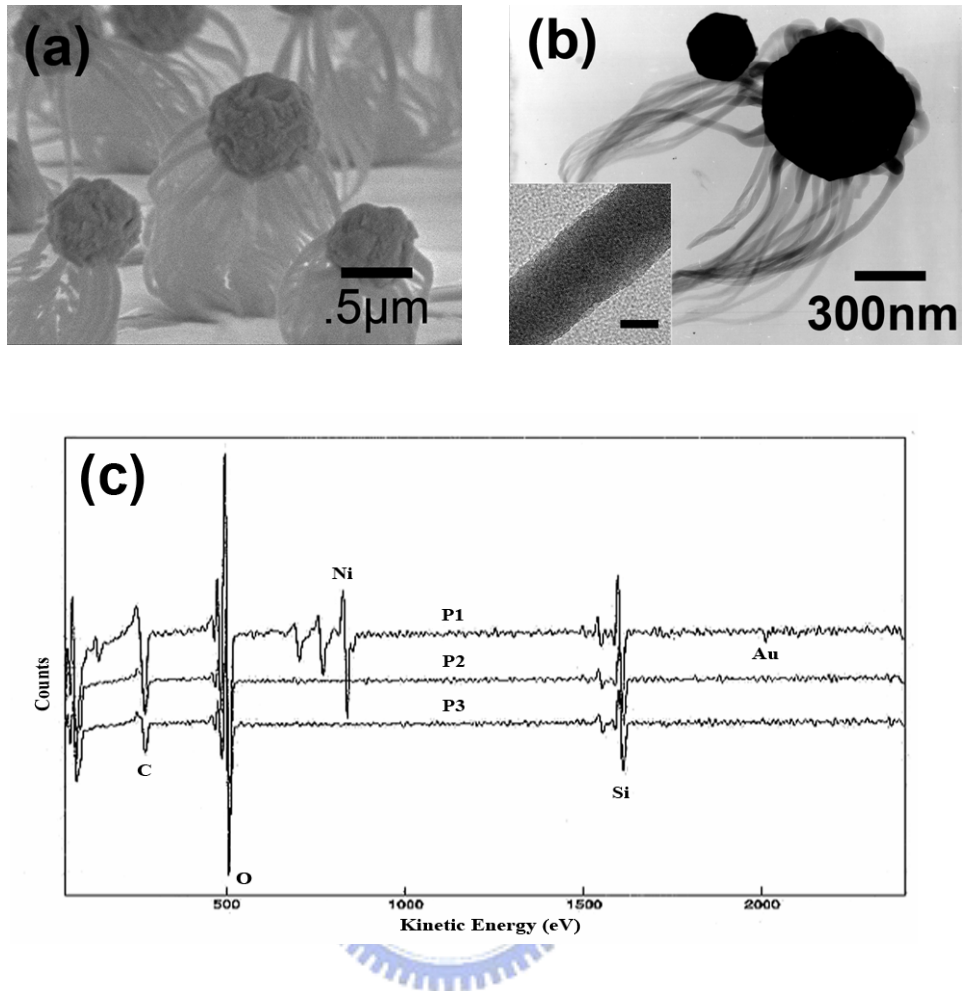 (a)
.5μm
(b)
300nm
(c)
Counts
Ni
P1
Au
P2
P3
C
Si
O
500 1000 1500 2000
Kinetic Energy (eV)